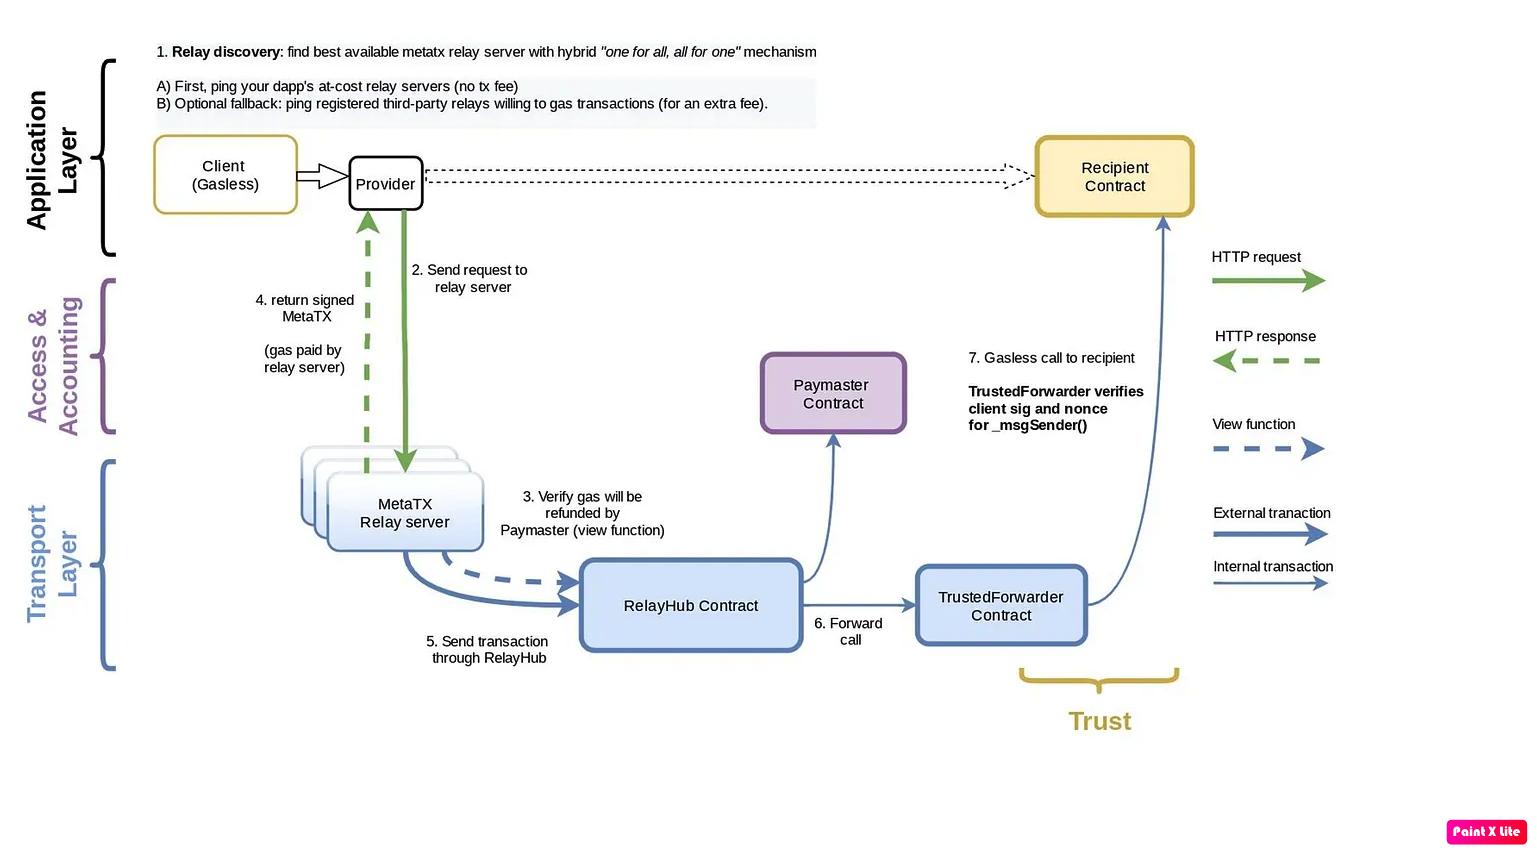 1. Relay discovery: find best available metatx relay server with hybrid "one for all, all for one" mechanism
A) First, ping your dapp's at-cost relay servers (no tx fee)
B) Optional fallback: ping registered third-party relays willing to gas transactions (for an extra fee).
Application
Layer
Client
(Gasless)
Provider
Recipient
Contract
2. Send request to
relay server
4. return signed
MetaTX
(gas paid by
relay server)
Access &
Accounting
Paymaster
Contract
7. Gasless call to recipient
TrustedForwarder verifies
client sig and nonce
for _msgSender()
HTTP request
HTTP response
View function
External tranaction
Internal transaction
Transport
Layer
MetaTX
Relay server
3. Verify gas will be
refunded by
Paymaster (view function)
RelayHub Contract
TrustedForwarder
Contract
5. Send transaction
through RelayHub
6. Forward
call
Trust
Paint X Lite